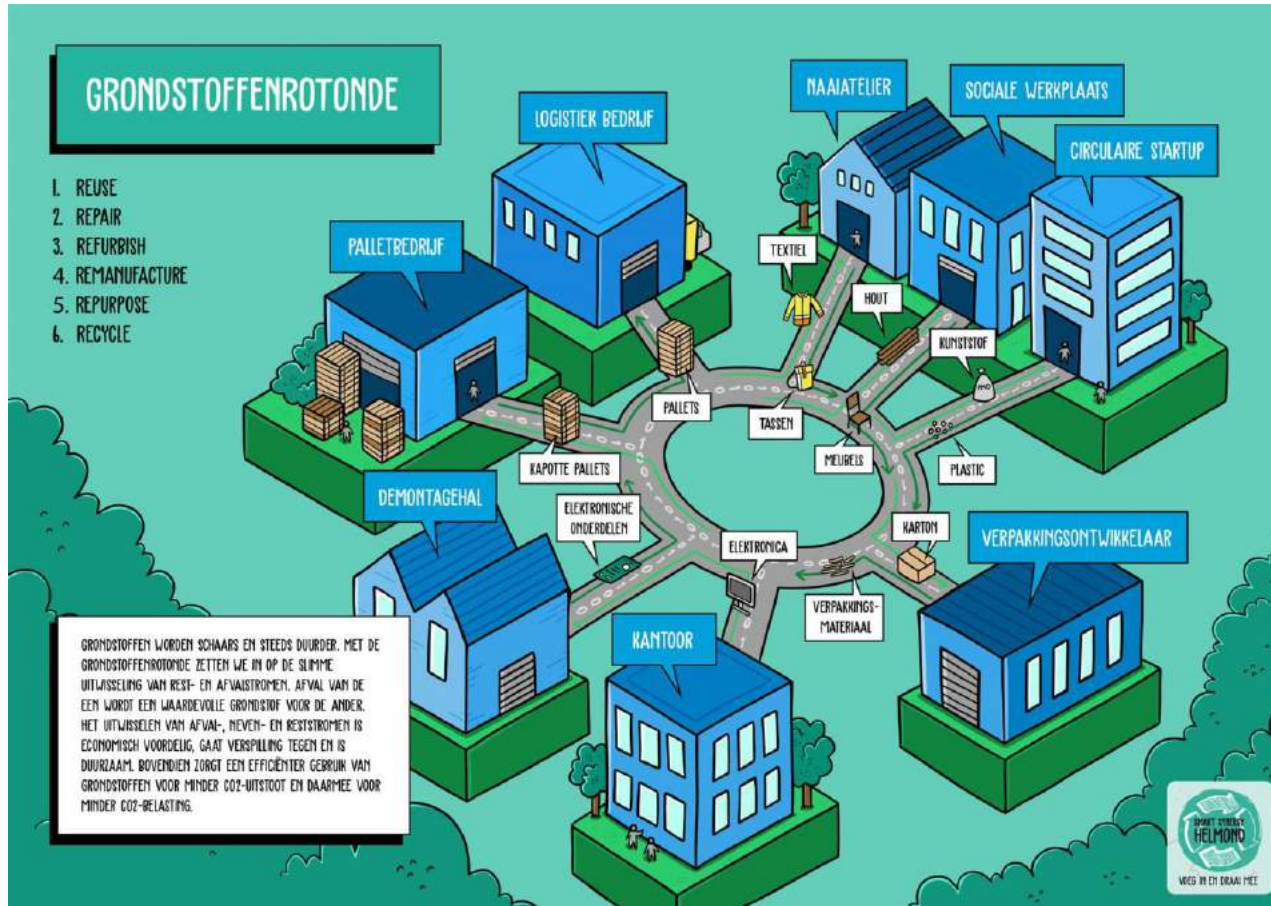 GRONDSTOFFENROTONDE
1. REUSE
2. REPAIR
3. REFURBISH
4. REMANUFACTURE
5. REPURPOSE
6. RECYCLE
LOGISTIEK BEDRIJF
NAAIATELIER
SOCIALE WERKPLAATS
CIRCULAIRE STARTUP
PALLETBEDRIJF
TEXTIEL
HOUT
KUNSTSTOF
PALLETS
TASSEN
MEUBELS
PLASTIC
KAPOTTE PALLETS
DEMONTAGEHAL
ELEKTRONISCHE
ONDERDELEN
ELEKTRONICA
KARTON
VERPAKKINGSONTWIKKELAAR
VERPAKKINGS-
MATERIAAL
KANTOOR
GRONDSTOFFEN WORDEN SCHAARS EN STEEDS DUURDER. MET DE
GRONDSTOFFENROTONDE ZETTEN WE IN OP DE SLIMME
UITWISSELING VAN REST- EN AFVALSTROMEN. AFVAL VAN DE
EEN WORDT EEN WAARDEVOLLE GRONDSTOF VOOR DE ANDER.
HET UITWISSELEN VAN AFVAL-, NEVEN- EN RESTSTROMEN IS
ECONOMISCH VOORDELIG, GAAT VERSPILLING TEGEN EN IS
DUURZAAM. BOVENDIEN ZORGT EEN EFFICIËNTER GEBRUIK VAN
GRONDSTOFFEN VOOR MINDER CO2-UITSTOOT EN DAARMEE VOOR
MINDER CO2-BELASTING.
SMART SYNERGY
HELMOND
VOEG IN EN DRAAI MEE